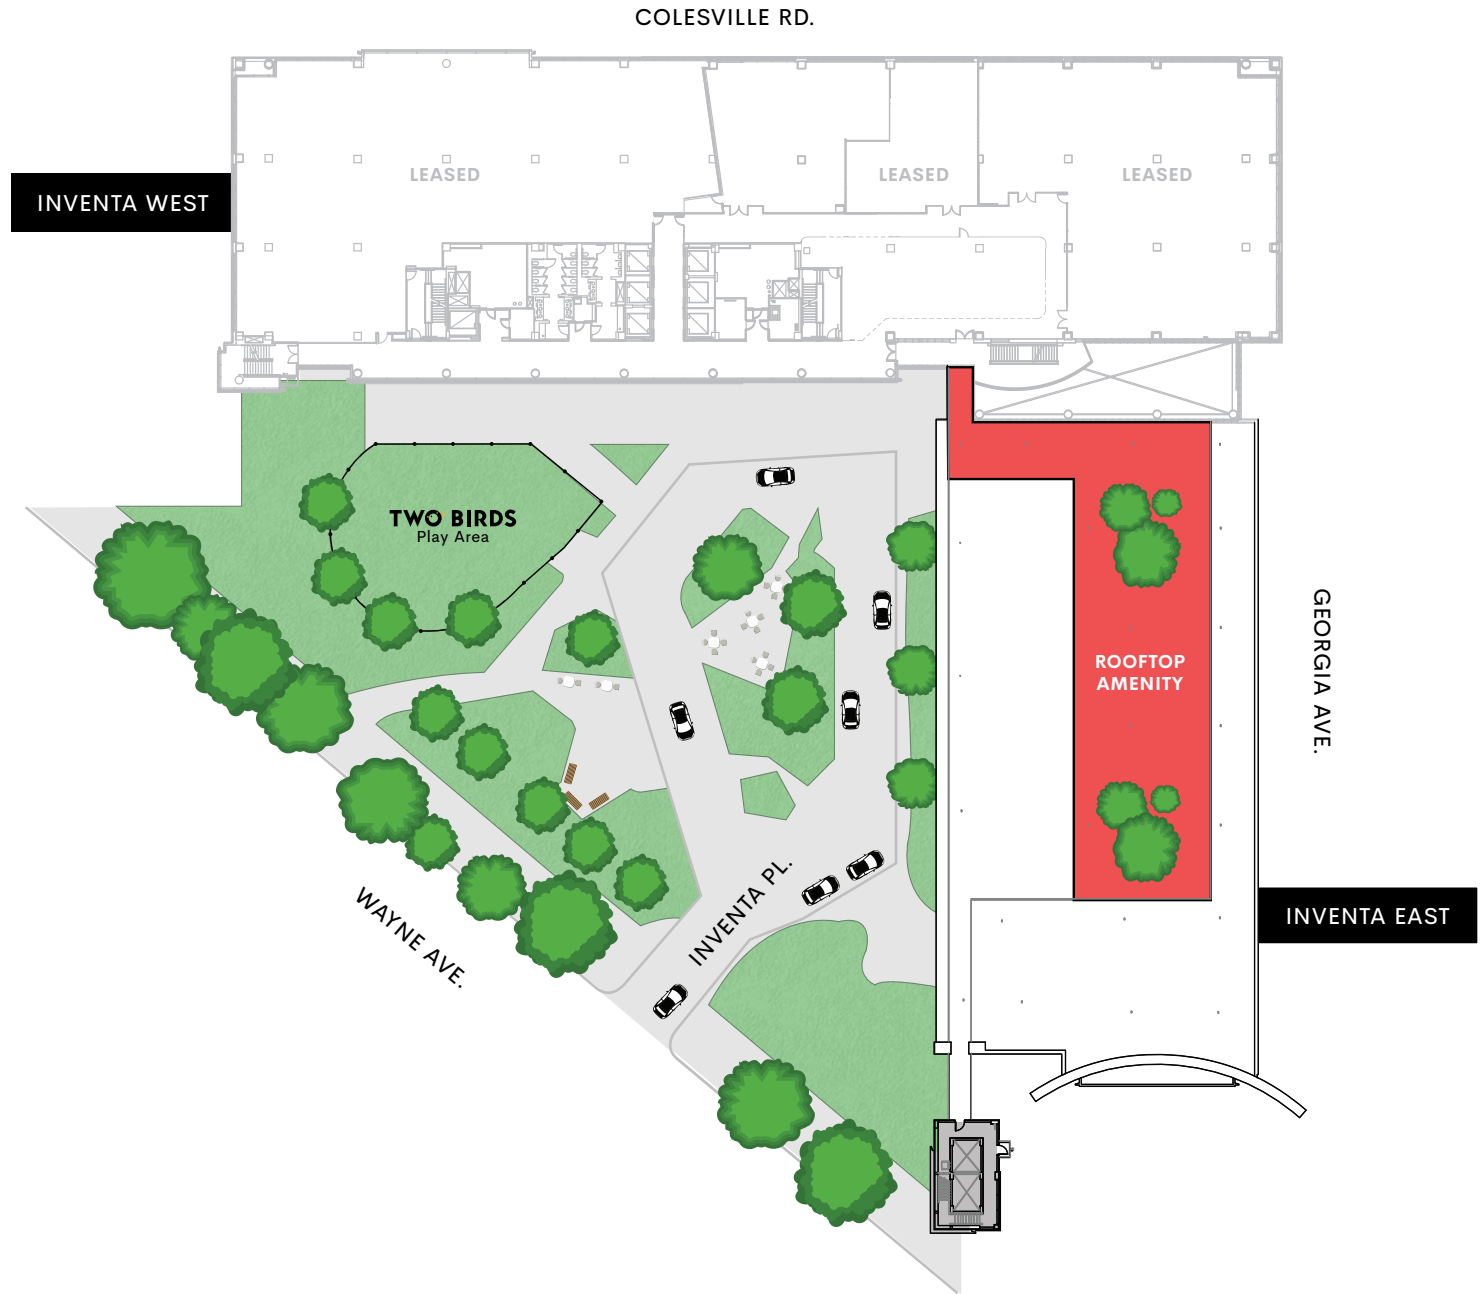 COLESVILLE RD.
LEASED
LEASED
LEASED
INVENTA WEST
TWO BIRDS
Play Area
GEORGIA AVE.
ROOFTOP
AMENITY
INVENTA PL.
WAYNE AVE.
INVENTA EAST